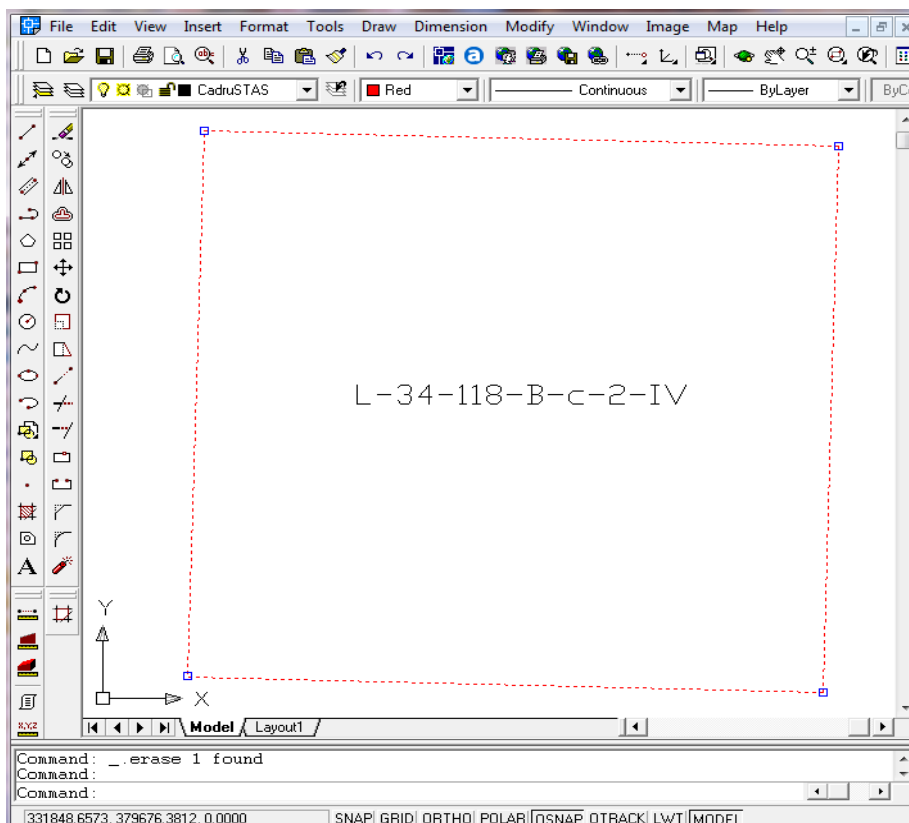 File Edit View Insert Format Tools Draw Dimension Modify Window Image Map Help
CadruSTAS Red Continuous ByLayer
L-34-118-B-c-2-IV
A
Y
X
X,Y,Z
Model Layout1
Command: _.erase 1 found
Command:
Command:
331848.6573, 379676.3812, 0.0000 SNAP GRID ORTHO POLAR OSNAP OTRACK LWT MODEL